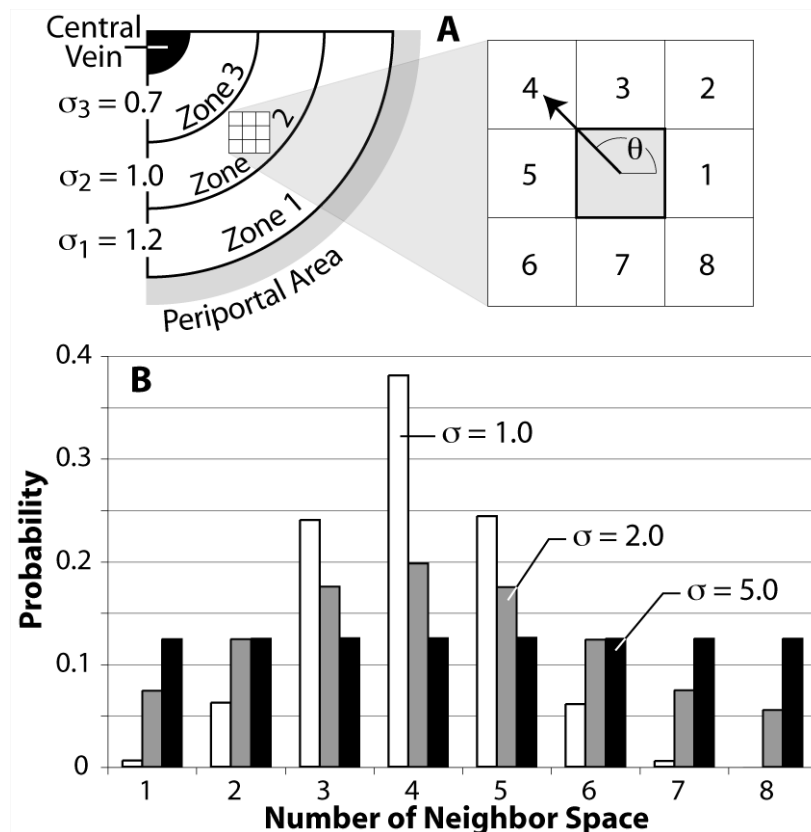 Central
Vein
A
σ3 = 0.7
Zone 3
σ2 = 1.0
Zone 2
σ1 = 1.2
Zone 1
Periportal Area
4 3 2
5 θ 1
6 7 8
B
0.4
0.3
0.2
0.1
0
Probability
σ = 1.0
σ = 2.0
σ = 5.0
1 2 3 4 5 6 7 8
Number of Neighbor Space